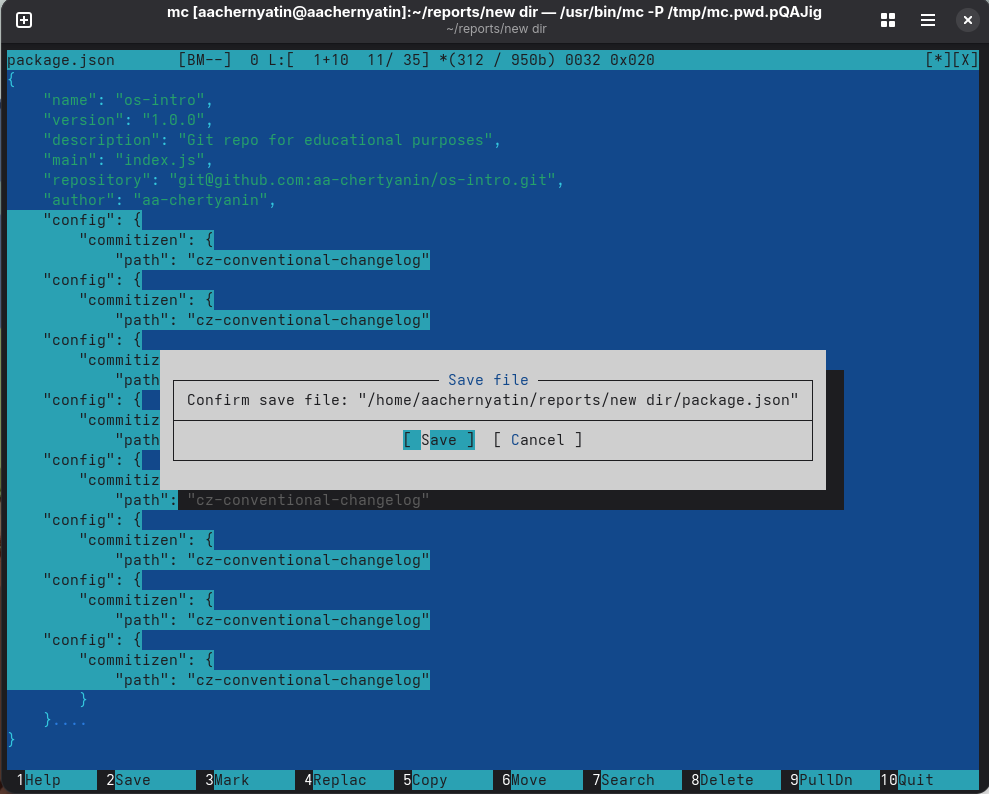 mc [aachernyatin@aachernyatin]:~/reports/new dir — /usr/bin/mc -P /tmp/mc.pwd.pQAJig
~/reports/new dir
package.json       [BM--]  0 L:[  1+10  11/ 35] *(312 / 950b) 0032 0x020                              [*][X]
{
    "name": "os-intro",
    "version": "1.0.0",
    "description": "Git repo for educational purposes",
    "main": "index.js",
    "repository": "git@github.com:aa-chertyanin/os-intro.git",
    "author": "aa-chertyanin",
    "config": {
        "commitizen": {
            "path": "cz-conventional-changelog"
    "config": {
        "commitizen": {
            "path": "cz-conventional-changelog"
    "config": {
        "commitiz
            "path
    "config": {
        "commitiz
            "path
    "config": {
        "commitiz
            "path": "cz-conventional-changelog"
Save file
Confirm save file: "/home/aachernyatin/reports/new dir/package.json"
[ Save ]  [ Cancel ]
    "config": {
        "commitizen": {
            "path": "cz-conventional-changelog"
    "config": {
        "commitizen": {
            "path": "cz-conventional-changelog"
    "config": {
        "commitizen": {
            "path": "cz-conventional-changelog"
        }
    }....
}
1Help 2Save 3Mark 4Replac 5Copy 6Move 7Search 8Delete 9PullDn 10Quit